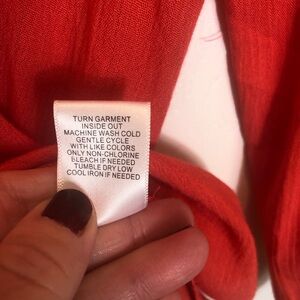 TURN GARMENT
INSIDE OUT
MACHINE WASH COLD
GENTLE CYCLE
WITH LIKE COLORS
ONLY NON-CHLORINE
BLEACH IF NEEDED
TUMBLE DRY LOW
COOL IRON IF NEEDED